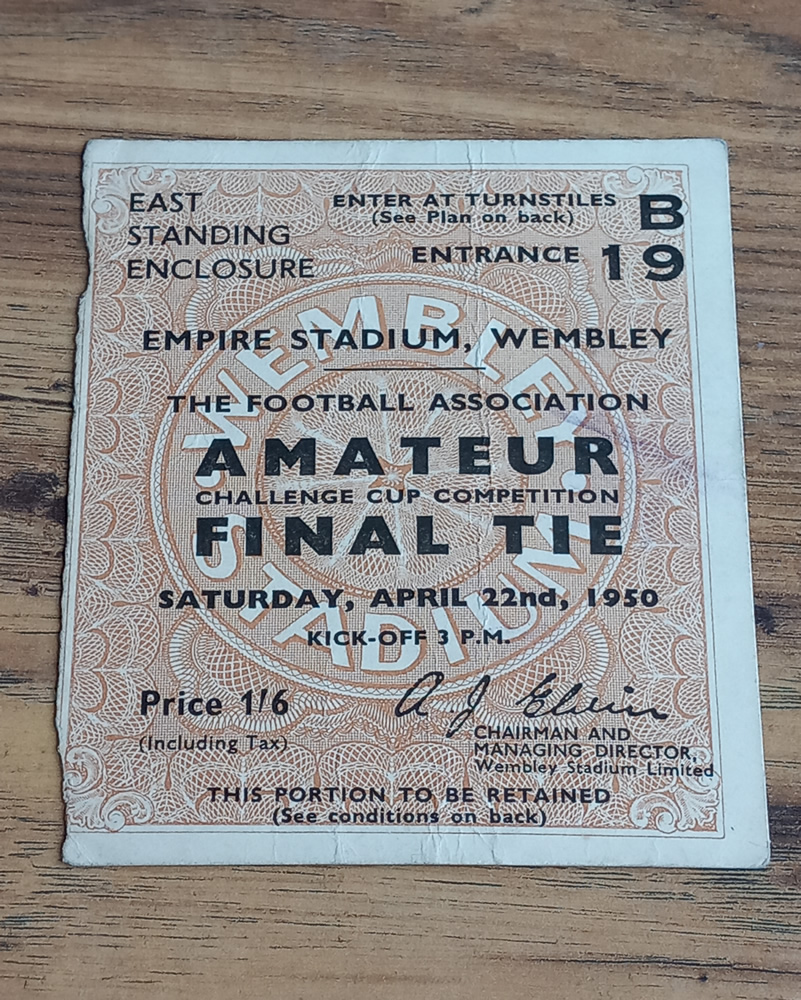 EAST
STANDING
ENCLOSURE
ENTER AT TURNSTILES B
(See Plan on back)
ENTRANCE 19
EMPIRE STADIUM, WEMBLEY
THE FOOTBALL ASSOCIATION
AMATEUR
CHALLENGE CUP COMPETITION
FINAL TIE
SATURDAY, APRIL 22nd, 1950
KICK-OFF 3 P.M.
WEMBLEY STADIUM
Price 1/6
(Including Tax)
A J Elvin
CHAIRMAN AND
MANAGING DIRECTOR,
Wembley Stadium Limited
THIS PORTION TO BE RETAINED
(See conditions on back)